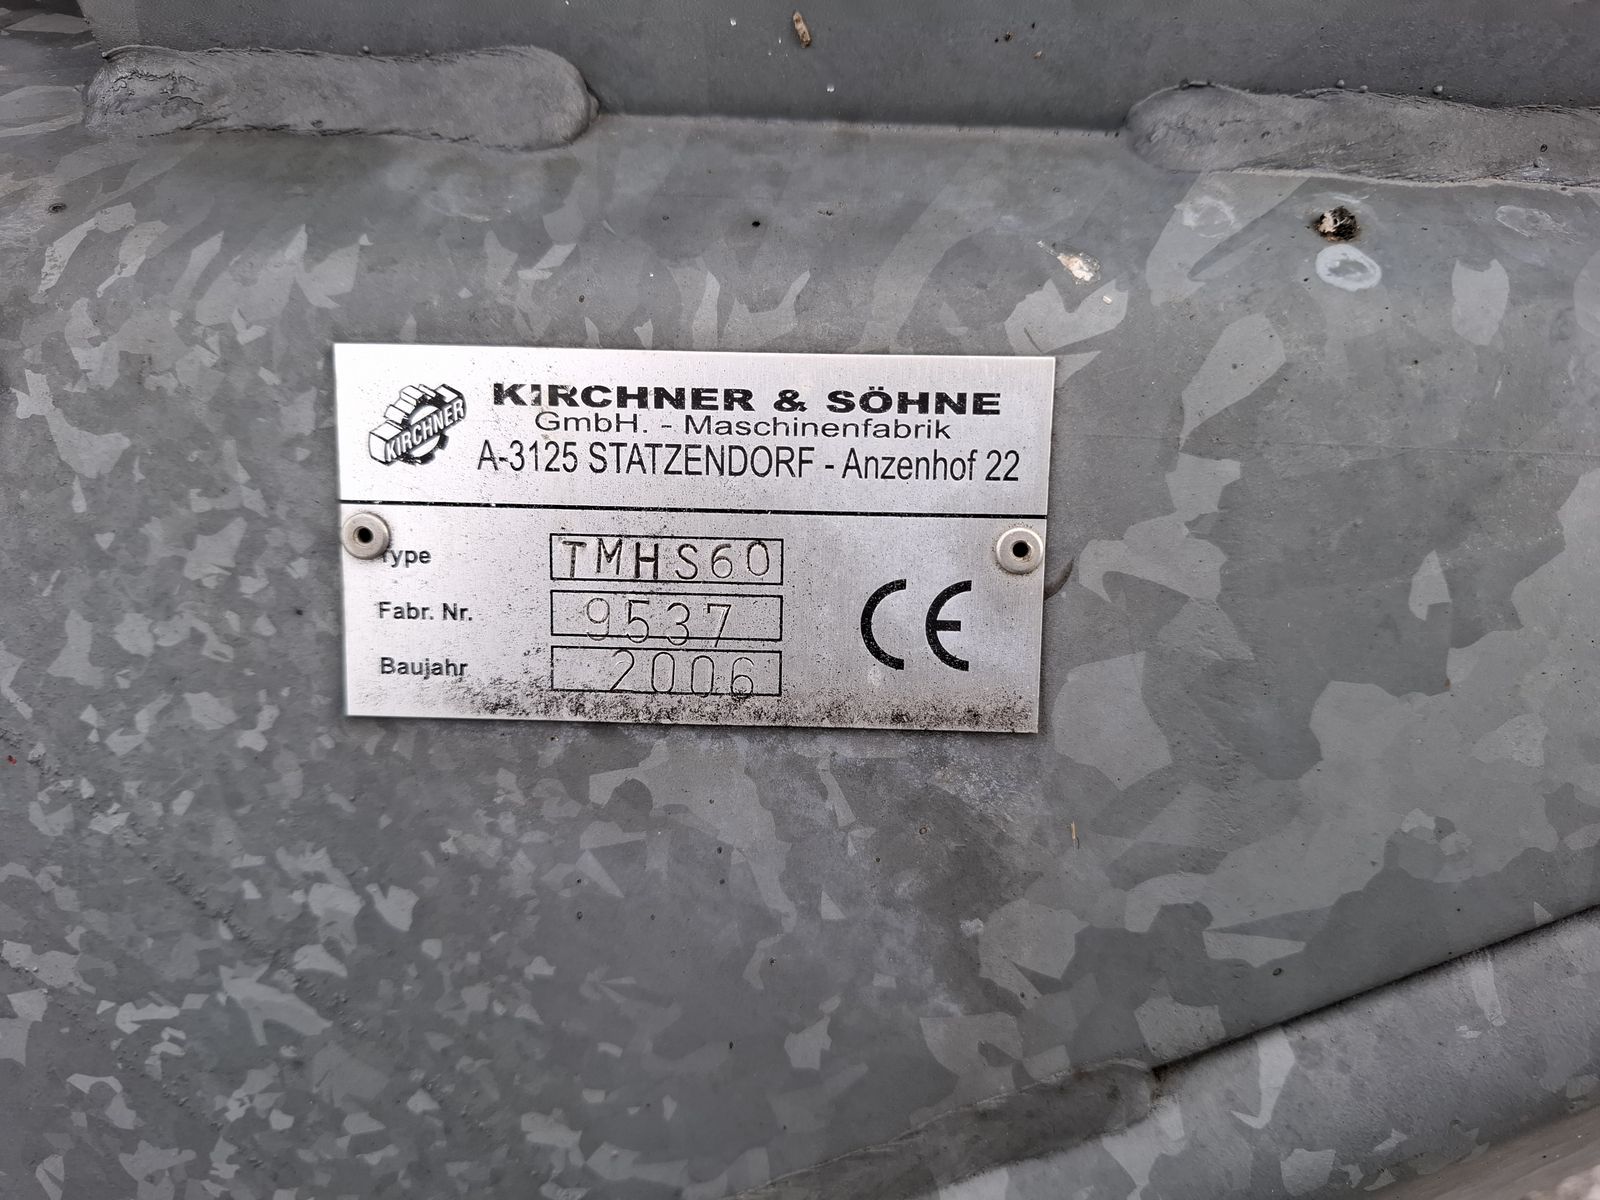 KIRCHNER
KIRCHNER & SÖHNE
GmbH. - Maschinenfabrik
A-3125 STATZENDORF - Anzenhof 22
Type TMHS60
Fabr. Nr. 9537
Baujahr 2006
CE